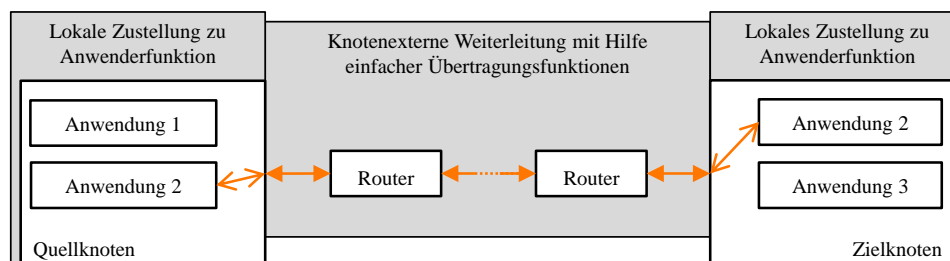 Lokale Zustellung zu
Anwenderfunktion
Knotenexterne Weiterleitung mit Hilfe
einfacher Übertragungsfunktionen
Lokales Zustellung zu
Anwenderfunktion
Anwendung 1
Anwendung 2
Quellknoten
Router
Router
Anwendung 2
Anwendung 3
Zielknoten